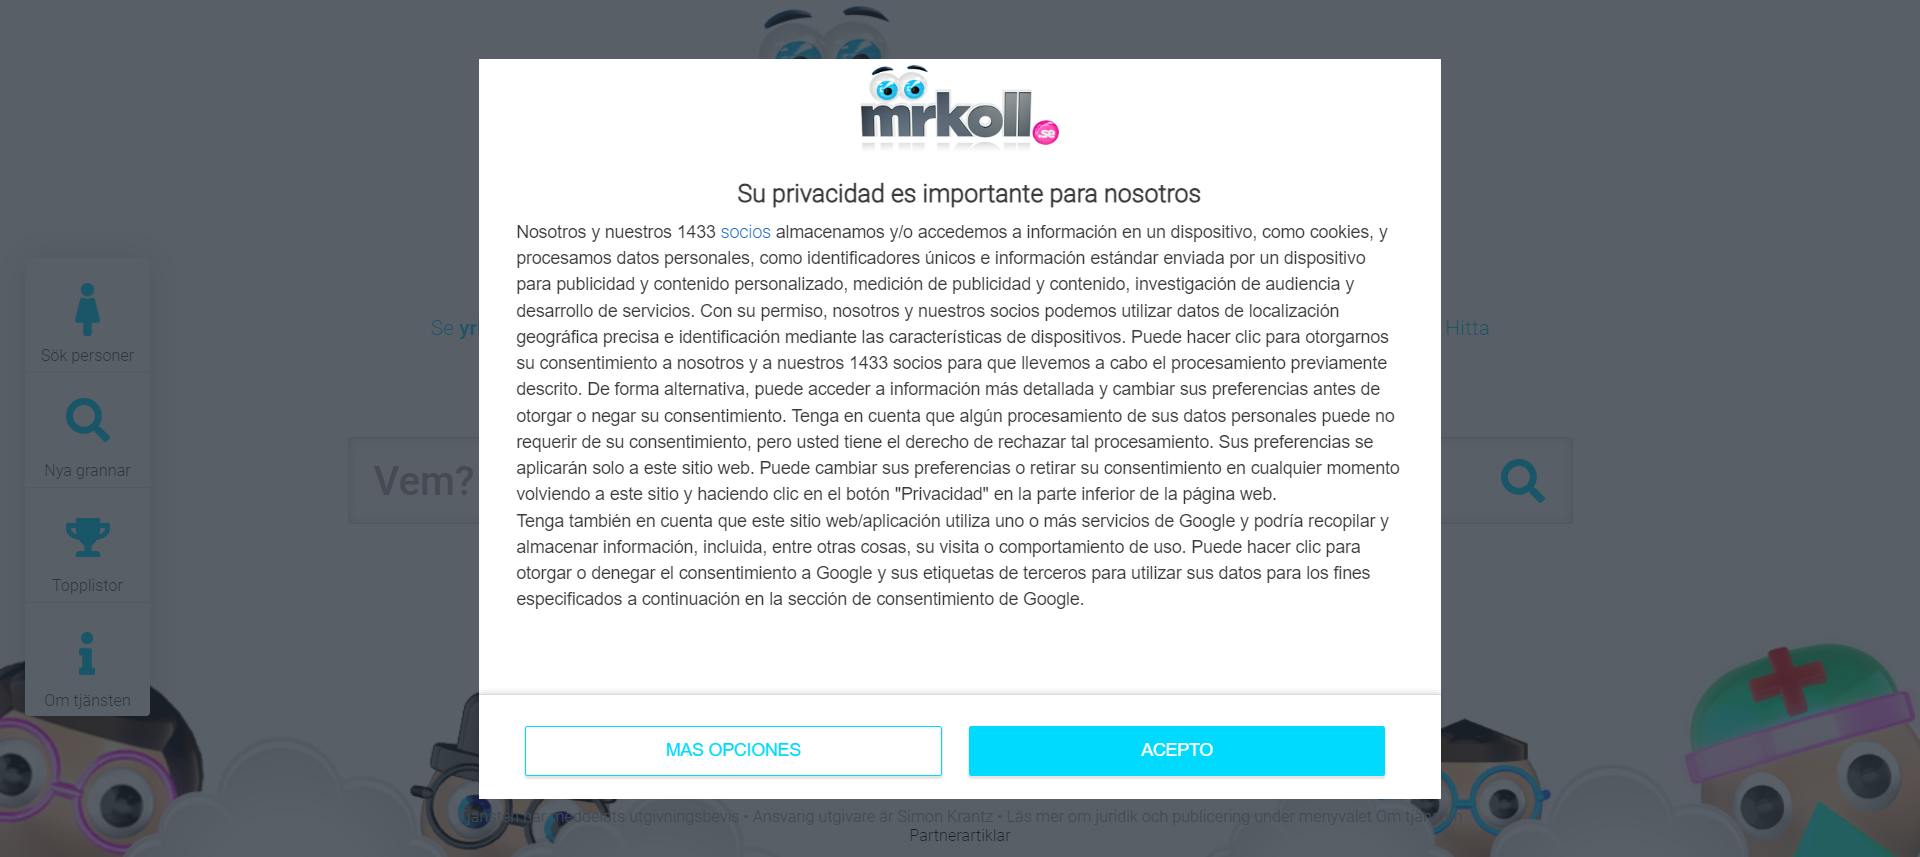 mrkoll.se
Su privacidad es importante para nosotros
Nosotros y nuestros 1433 socios almacenamos y/o accedemos a información en un dispositivo, como cookies, y
procesamos datos personales, como identificadores únicos e información estándar enviada por un dispositivo
para publicidad y contenido personalizado, medición de publicidad y contenido, investigación de audiencia y
desarrollo de servicios. Con su permiso, nosotros y nuestros socios podemos utilizar datos de localización
geográfica precisa e identificación mediante las características de dispositivos. Puede hacer clic para otorgarnos
su consentimiento a nosotros y a nuestros 1433 socios para que llevemos a cabo el procesamiento previamente
descrito. De forma alternativa, puede acceder a información más detallada y cambiar sus preferencias antes de
otorgar o negar su consentimiento. Tenga en cuenta que algún procesamiento de sus datos personales puede no
requerir de su consentimiento, pero usted tiene el derecho de rechazar tal procesamiento. Sus preferencias se
aplicarán solo a este sitio web. Puede cambiar sus preferencias o retirar su consentimiento en cualquier momento
volviendo a este sitio y haciendo clic en el botón "Privacidad" en la parte inferior de la página web.
Tenga también en cuenta que este sitio web/aplicación utiliza uno o más servicios de Google y podría recopilar y
almacenar información, incluida, entre otras cosas, su visita o comportamiento de uso. Puede hacer clic para
otorgar o denegar el consentimiento a Google y sus etiquetas de terceros para utilizar sus datos para los fines
especificados a continuación en la sección de consentimiento de Google.
MAS OPCIONES
ACEPTO
Sök personer
Nya grannar
Topplistor
Om tjänsten
Se
Hitta
Vem?
utgivningsbevis • Ansvarig utgivare är Simon Krantz • Läs mer om juridik och publicering under menyvalet Om
Partnerartiklar